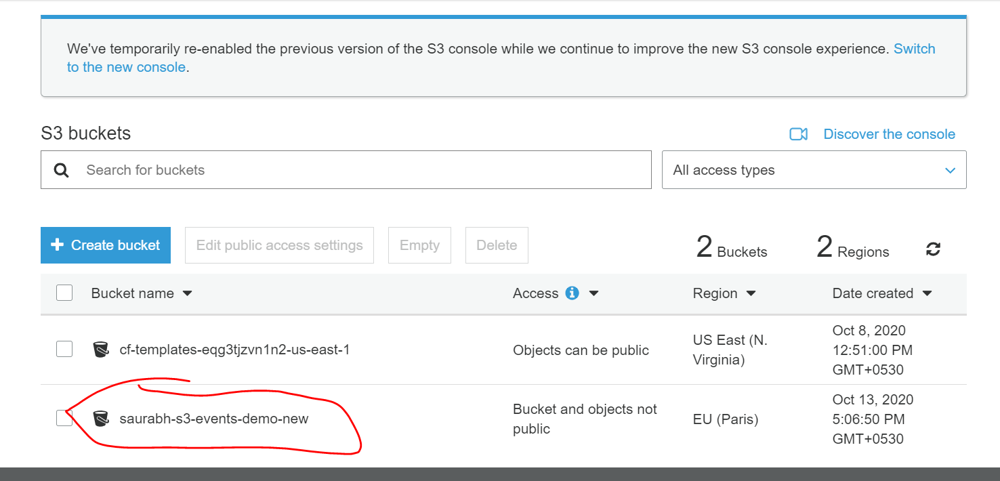 We've temporarily re-enabled the previous version of the S3 console while we continue to improve the new S3 console experience. Switch
to the new console.
S3 buckets
Discover the console
Search for buckets
All access types
Create bucket
Edit public access settings
Empty
Delete
2 Buckets
2 Regions
Bucket name
Access
Region
Date created
cf-templates-eqg3tjzvn1n2-us-east-1
Objects can be public
US East (N.
Virginia)
Oct 8, 2020
12:51:00 PM
GMT+0530
saurabh-s3-events-demo-new
Bucket and objects not
public
EU (Paris)
Oct 13, 2020
5:06:50 PM
GMT+0530